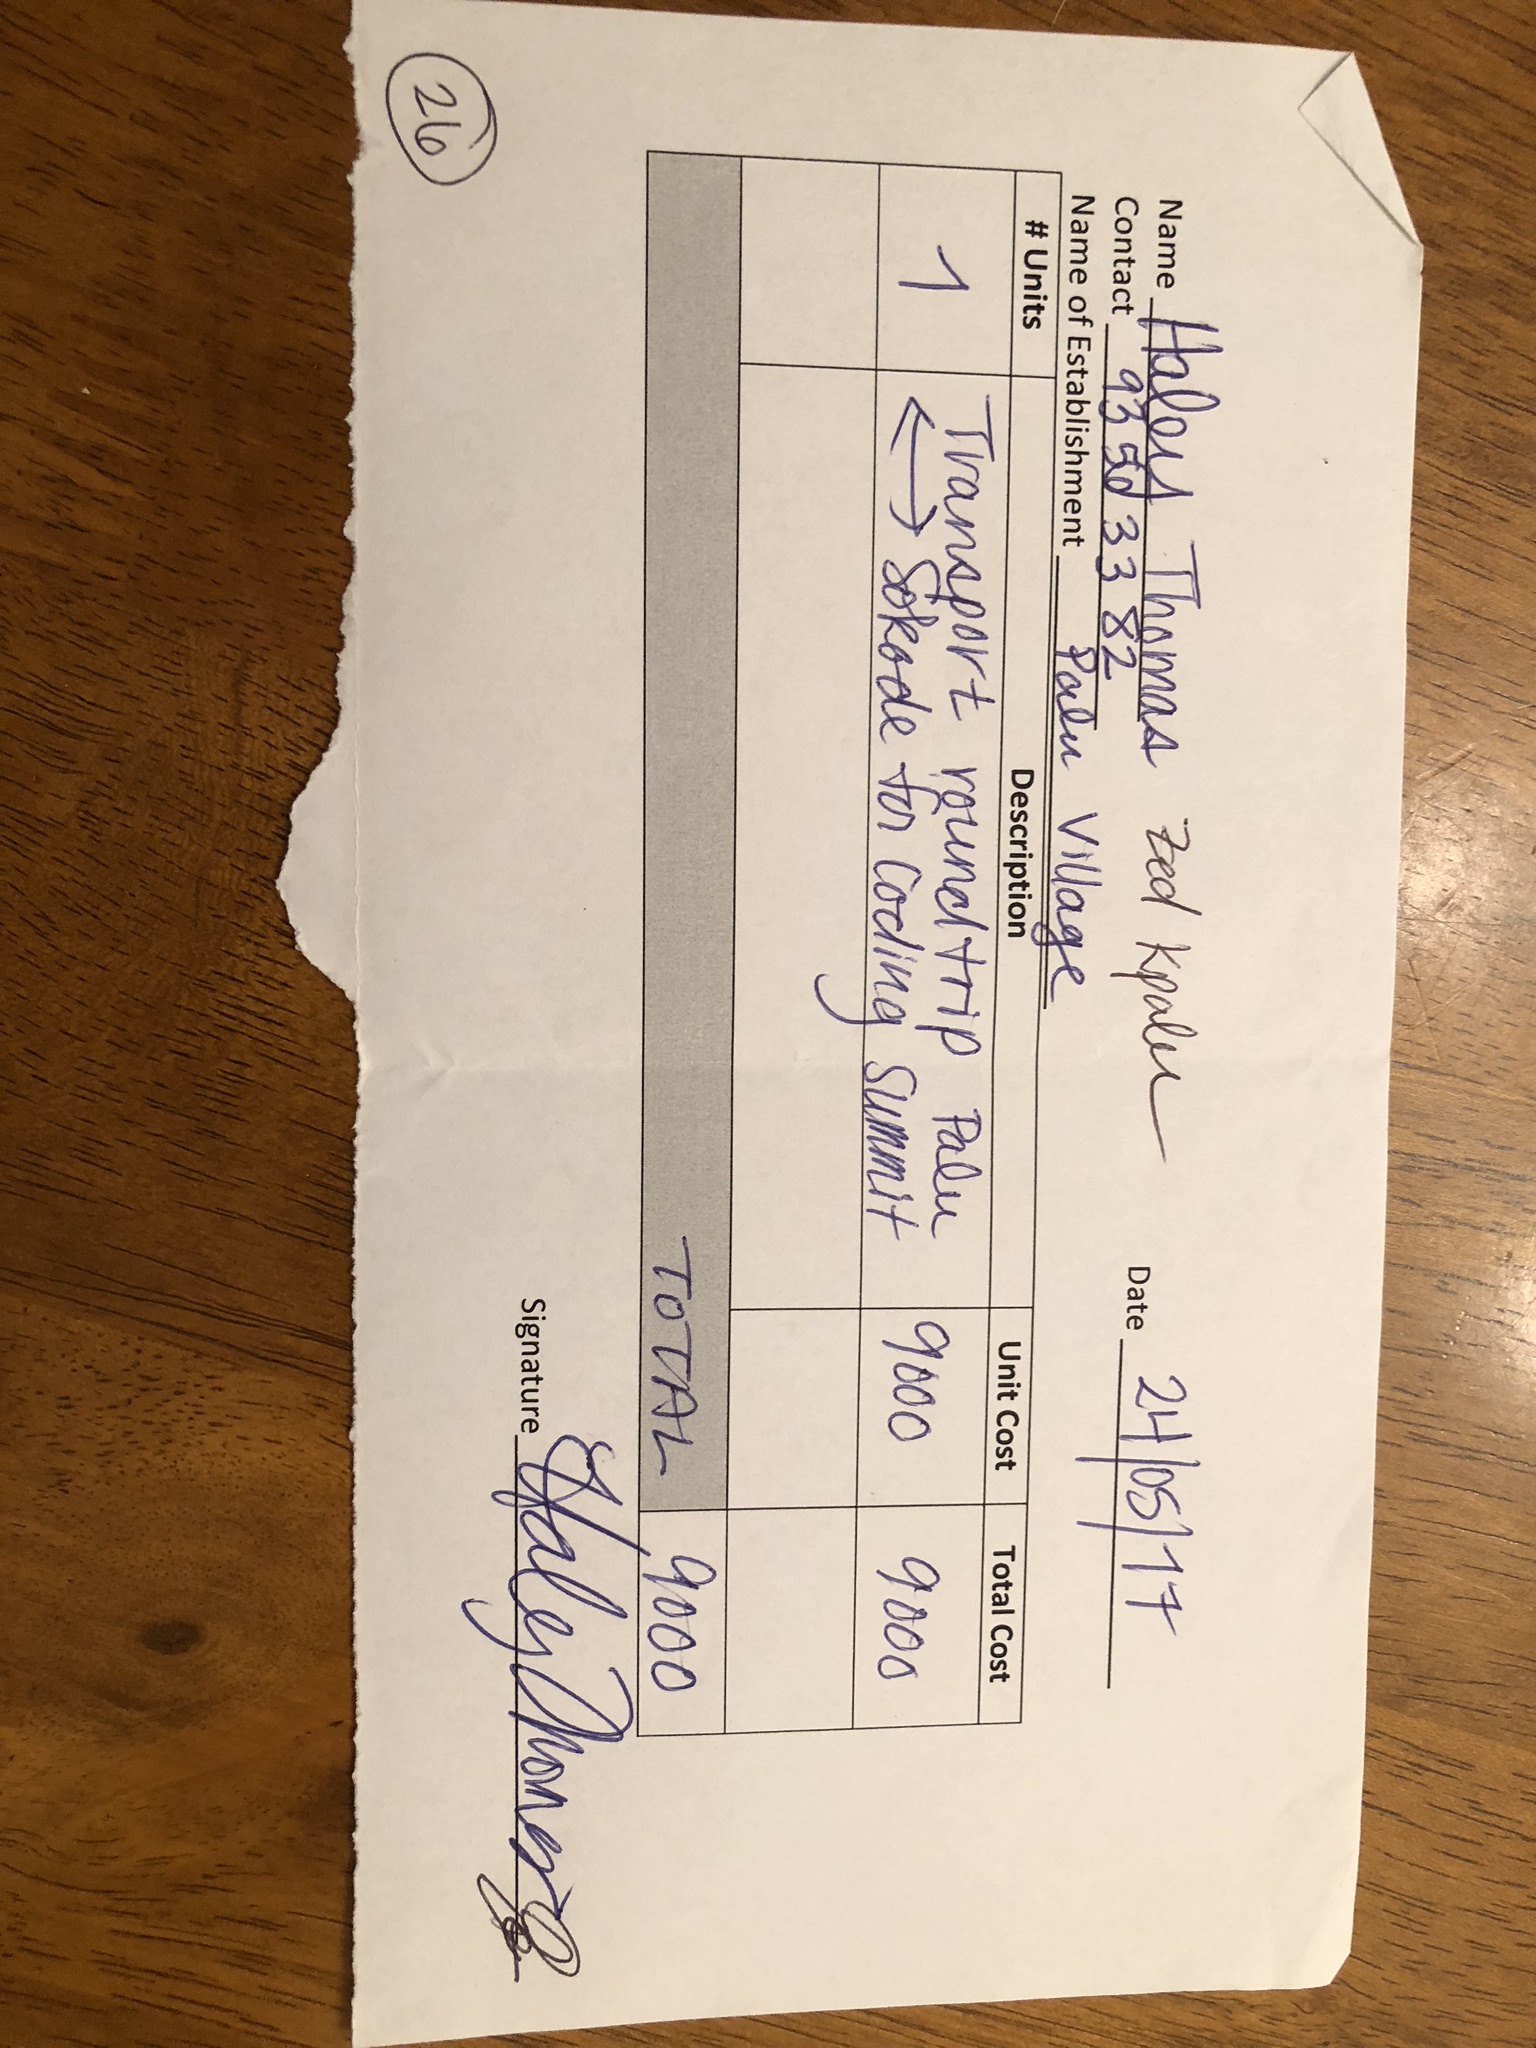 Name Haley Thomas Zed Kpalu Date 24/05/17
Contact 93 50 33 82
Name of Establishment Palu Village
# Units Description Unit Cost Total Cost
1 Transport round trip Palu 9000 9000
←→ Sokode for Coding Summit
TOTAL 9000
Signature Haley Thomas
26